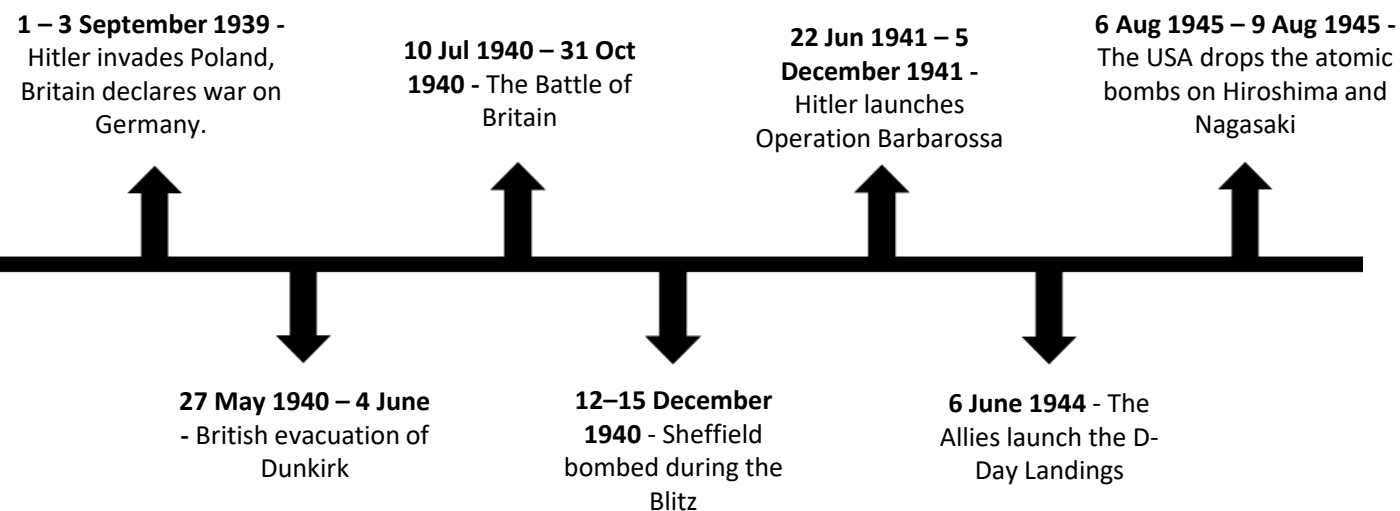 1 – 3 September 1939 -
Hitler invades Poland,
Britain declares war on
Germany.
10 Jul 1940 – 31 Oct
1940 - The Battle of
Britain
22 Jun 1941 – 5
December 1941 -
Hitler launches
Operation Barbarossa
6 Aug 1945 – 9 Aug 1945 -
The USA drops the atomic
bombs on Hiroshima and
Nagasaki
27 May 1940 – 4 June
- British evacuation of
Dunkirk
12–15 December
1940 - Sheffield
bombed during the
Blitz
6 June 1944 - The
Allies launch the D-
Day Landings